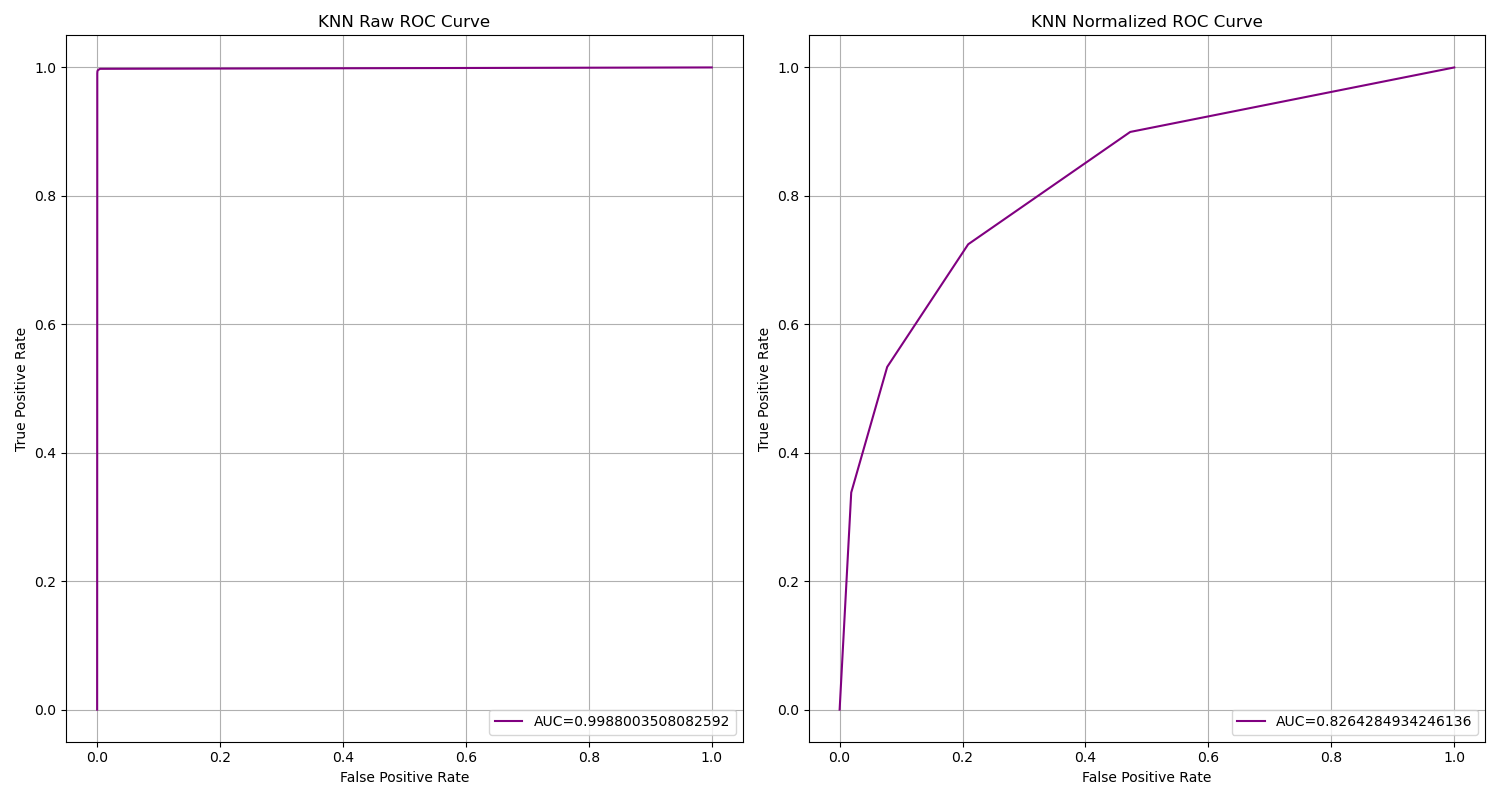 KNN Raw ROC Curve
1.0
0.8
0.6
0.4
0.2
0.0
True Positive Rate
0.0 0.2 0.4 0.6 0.8 1.0
False Positive Rate
AUC=0.9988003508082592
KNN Normalized ROC Curve
1.0
0.8
0.6
0.4
0.2
0.0
True Positive Rate
0.0 0.2 0.4 0.6 0.8 1.0
False Positive Rate
AUC=0.8264284934246136